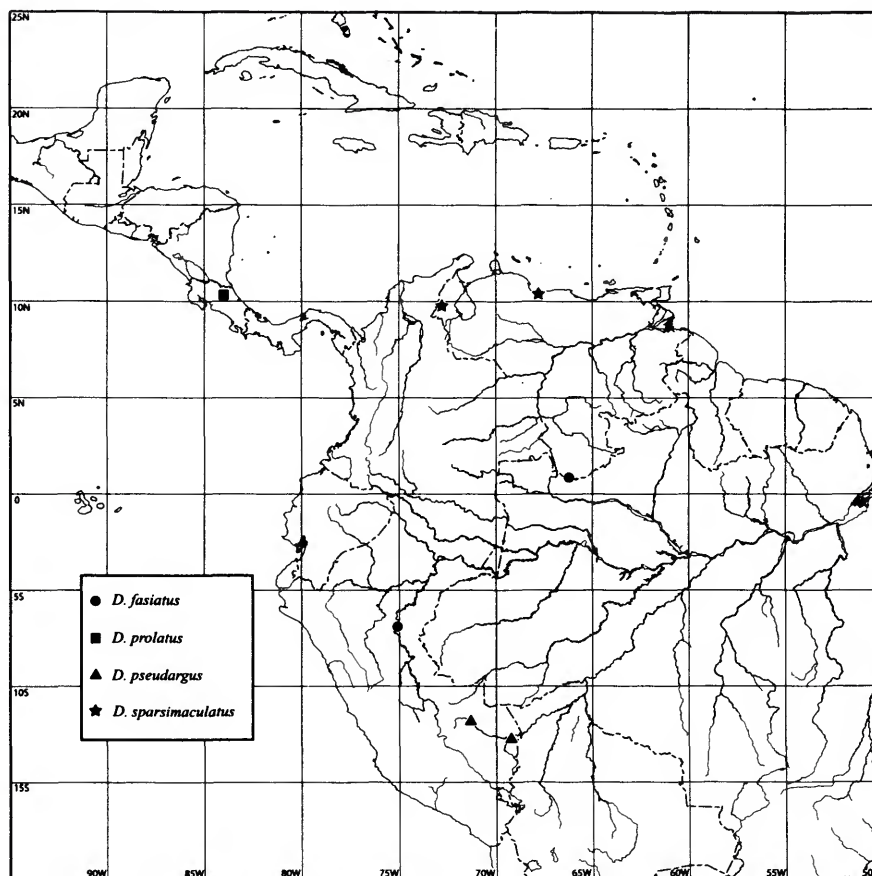 25N
20N
15N
10N
5N
0
5S
10S
15S
D. fasiatus
D. prolatus
D. pseudargus
D. sparsimaculatus
90W 85W 80W 75W 70W 65W 60W 55W 50W